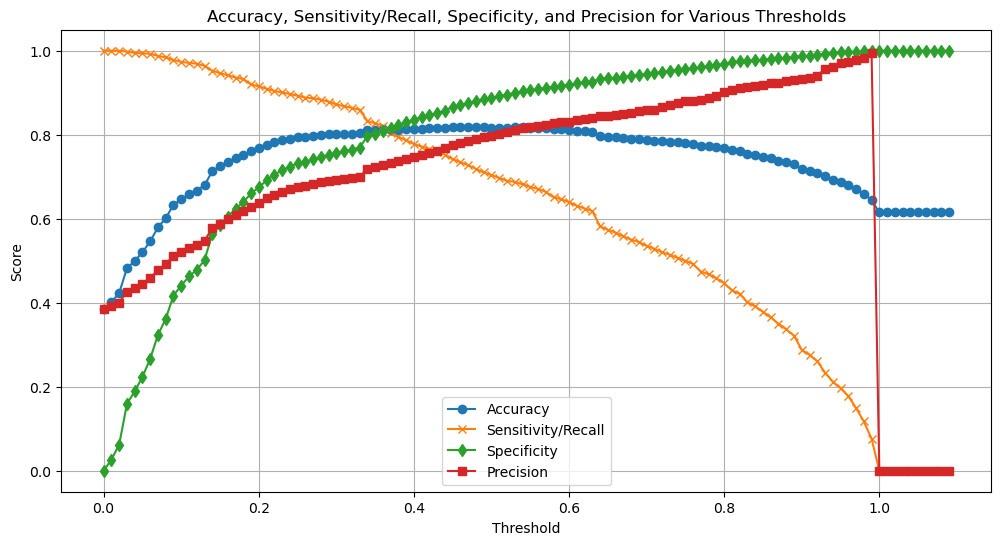 Accuracy, Sensitivity/Recall, Specificity, and Precision for Various Thresholds
1.0
0.8
0.6
0.4
0.2
0.0
Score
Accuracy
Sensitivity/Recall
Specificity
Precision
0.0 0.2 0.4 0.6 0.8 1.0
Threshold